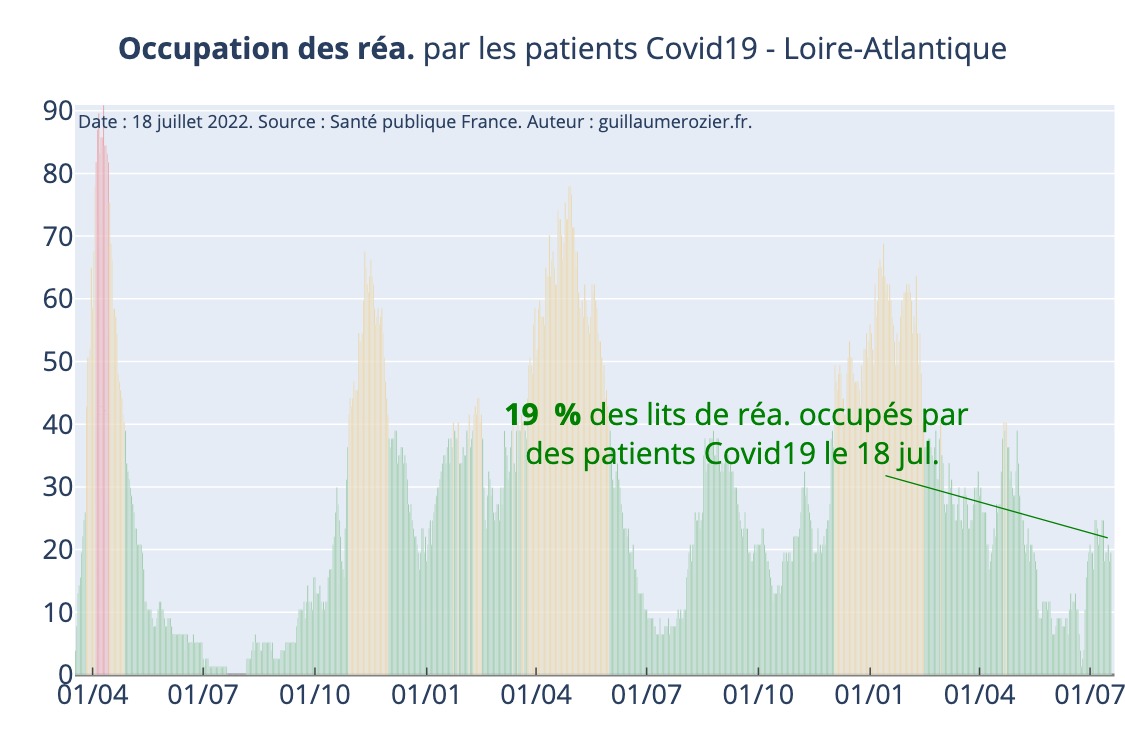 Occupation des réa. par les patients Covid19 - Loire-Atlantique
90
Date : 18 juillet 2022. Source : Santé publique France. Auteur : guillaumerozier.fr.
80
70
60
50
40
19 % des lits de réa. occupés par
des patients Covid19 le 18 jul.
30
20
10
0
01/04 01/07 01/10 01/01 01/04 01/07 01/10 01/01 01/04 01/07